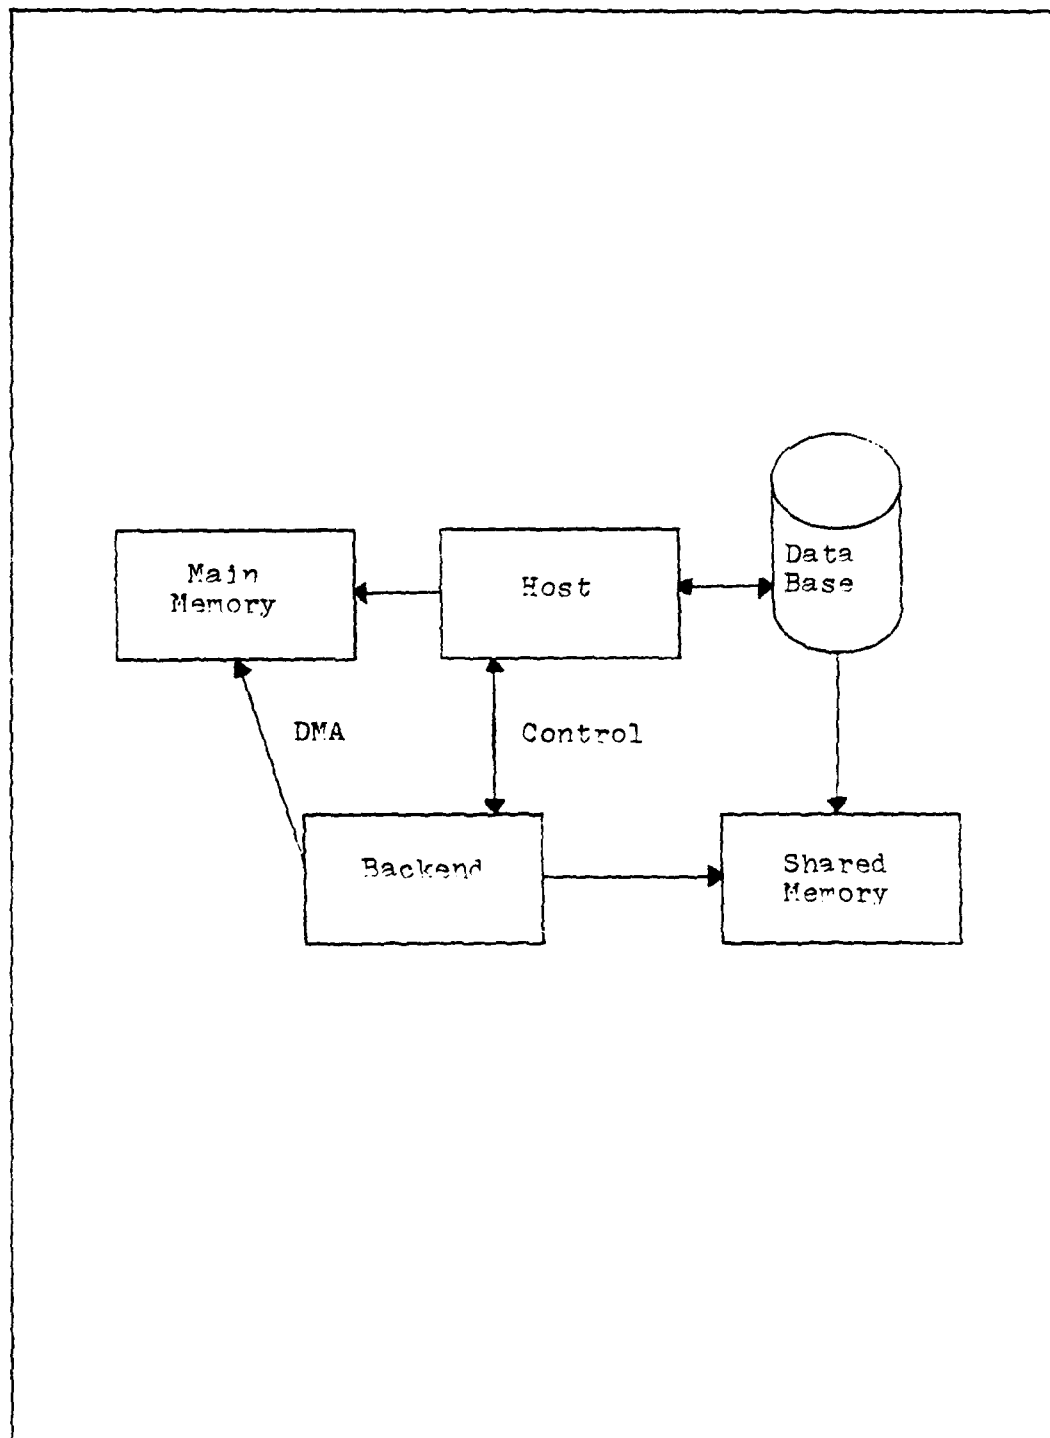 Data
Base
Main
Memory
Host
DMA
Control
Backend
Shared
Memory